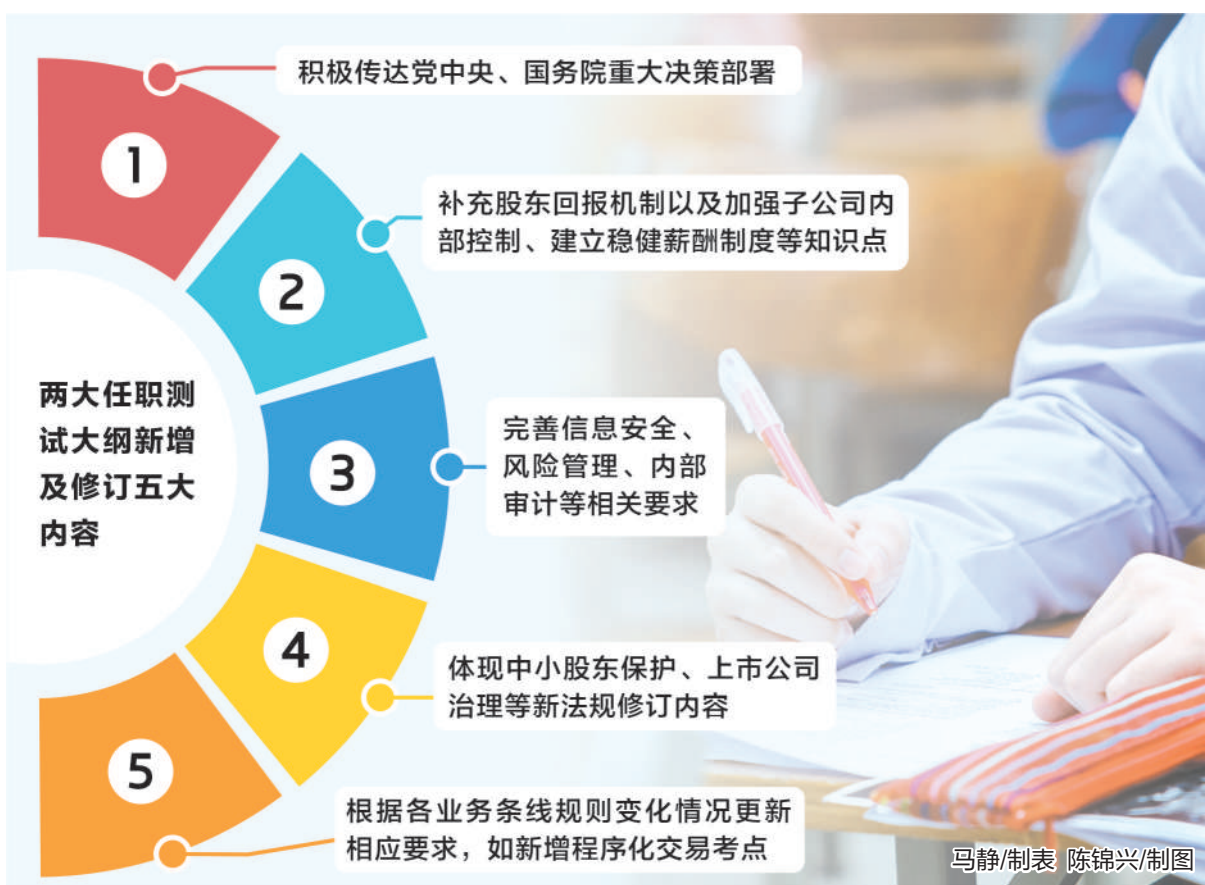 积极传达党中央、国务院重大决策部署
1
补充股东回报机制以及加强子公司内
部控制、建立稳健薪酬制度等知识点
2
两大任职测
试大纲新增
及修订五大
内容
完善信息安全、
风险管理、内部
审计等相关要求
3
4
体现中小股东保护、上市公司
治理等新法规修订内容
5
根据各业务条线规则变化情况更新
相应要求，如新增程序化交易考点
马静/制表 陈锦兴/制图